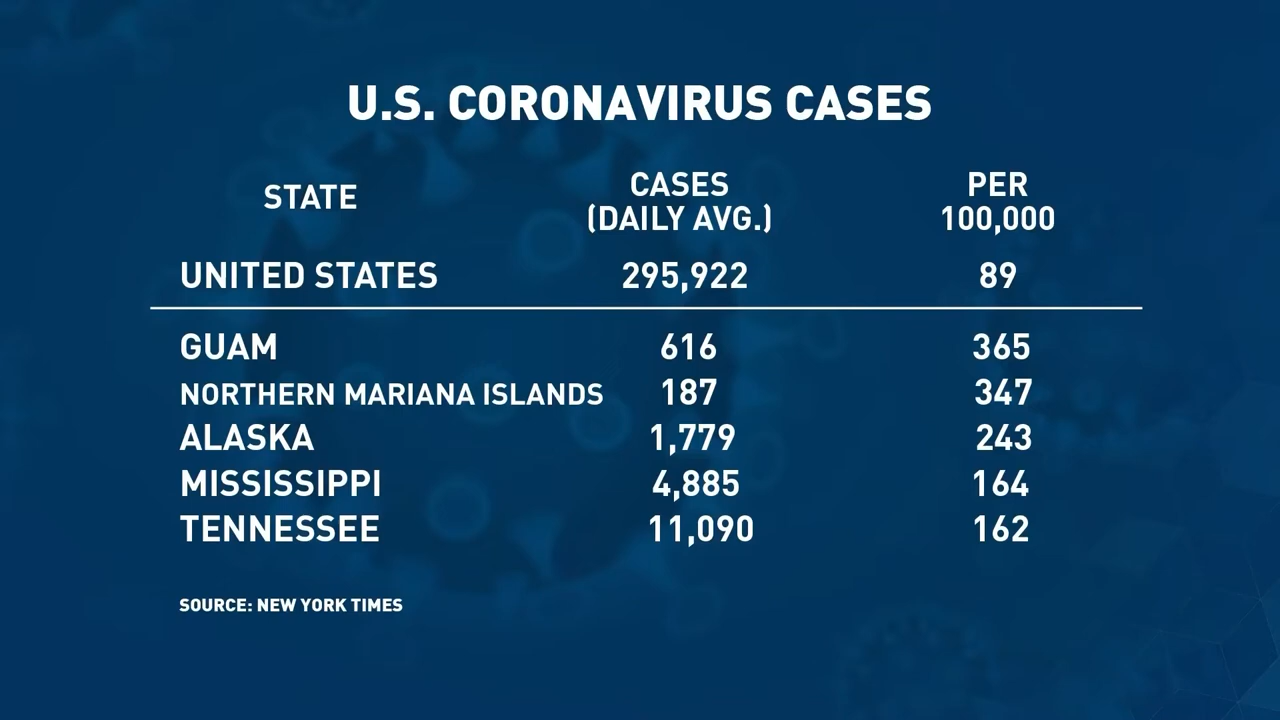 U.S. CORONAVIRUS CASES
STATE CASES (DAILY AVG.) PER 100,000
UNITED STATES 295,922 89
GUAM 616 365
NORTHERN MARIANA ISLANDS 187 347
ALASKA 1,779 243
MISSISSIPPI 4,885 164
TENNESSEE 11,090 162
SOURCE: NEW YORK TIMES